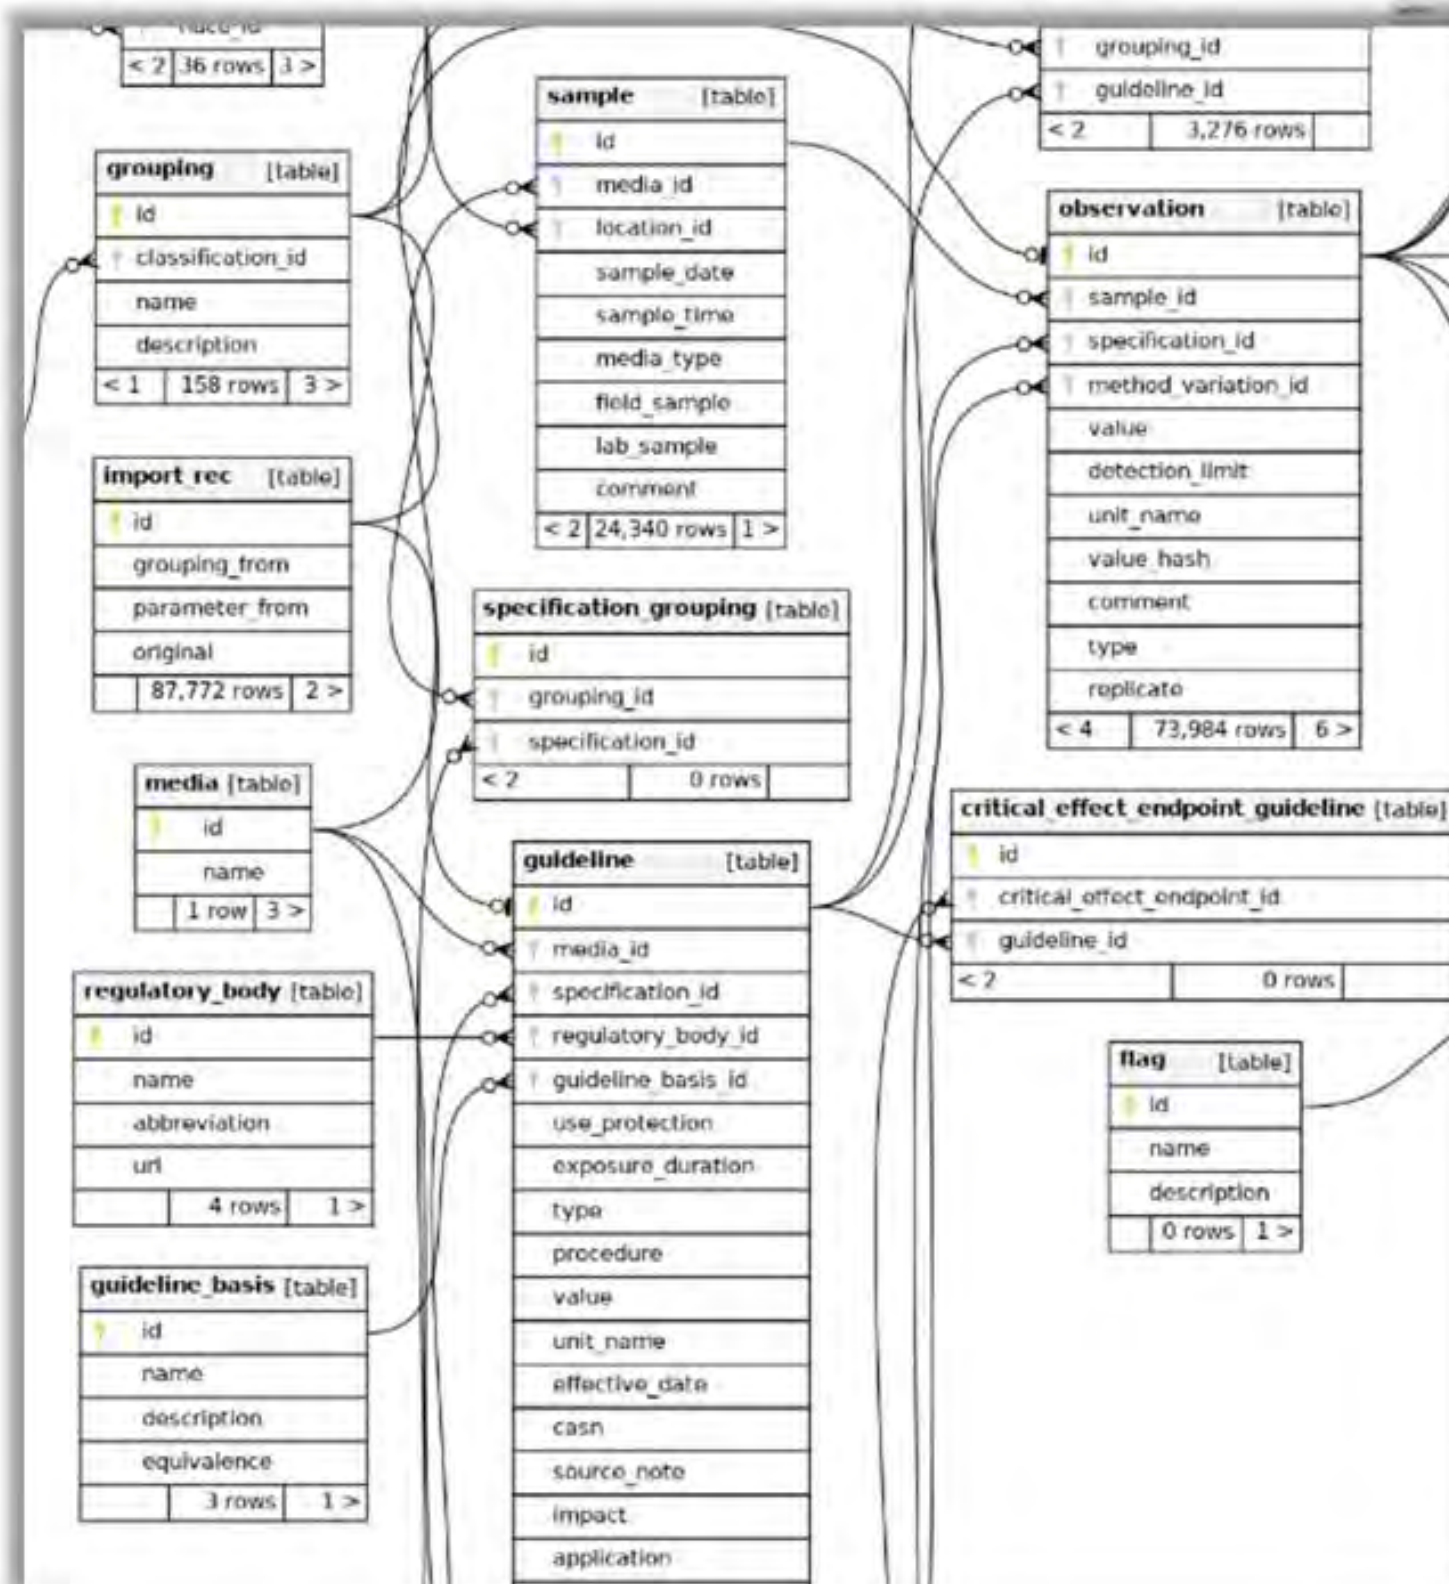 < 2 36 rows 3 >
grouping [table]
id
classification_id
name
description
< 1 158 rows 3 >
import_rec [table]
id
grouping_from
parameter_from
original
87,772 rows 2 >
media [table]
id
name
1 row 3 >
regulatory_body [table]
id
name
abbreviation
url
4 rows 1 >
guideline_basis [table]
id
name
description
equivalence
3 rows 1 >
sample [table]
id
media_id
location_id
sample_date
sample_time
media_type
field_sample
lab_sample
comment
< 2 24,340 rows 1 >
specification_grouping [table]
id
grouping_id
specification_id
< 2 0 rows
guideline [table]
id
media_id
specification_id
regulatory_body_id
guideline_basis_id
use_protection
exposure_duration
type
procedure
value
unit_name
effective_date
casn
source_note
impact
application
grouping_id
guideline_id
< 2 3,276 rows
observation [table]
id
sample_id
specification_id
method_variation_id
value
detection_limit
unit_name
value_hash
comment
type
replicate
< 4 73,984 rows 6 >
critical_effect_endpoint_guideline [table]
id
critical_effect_endpoint_id
guideline_id
< 2 0 rows
flag [table]
id
name
description
0 rows 1 >